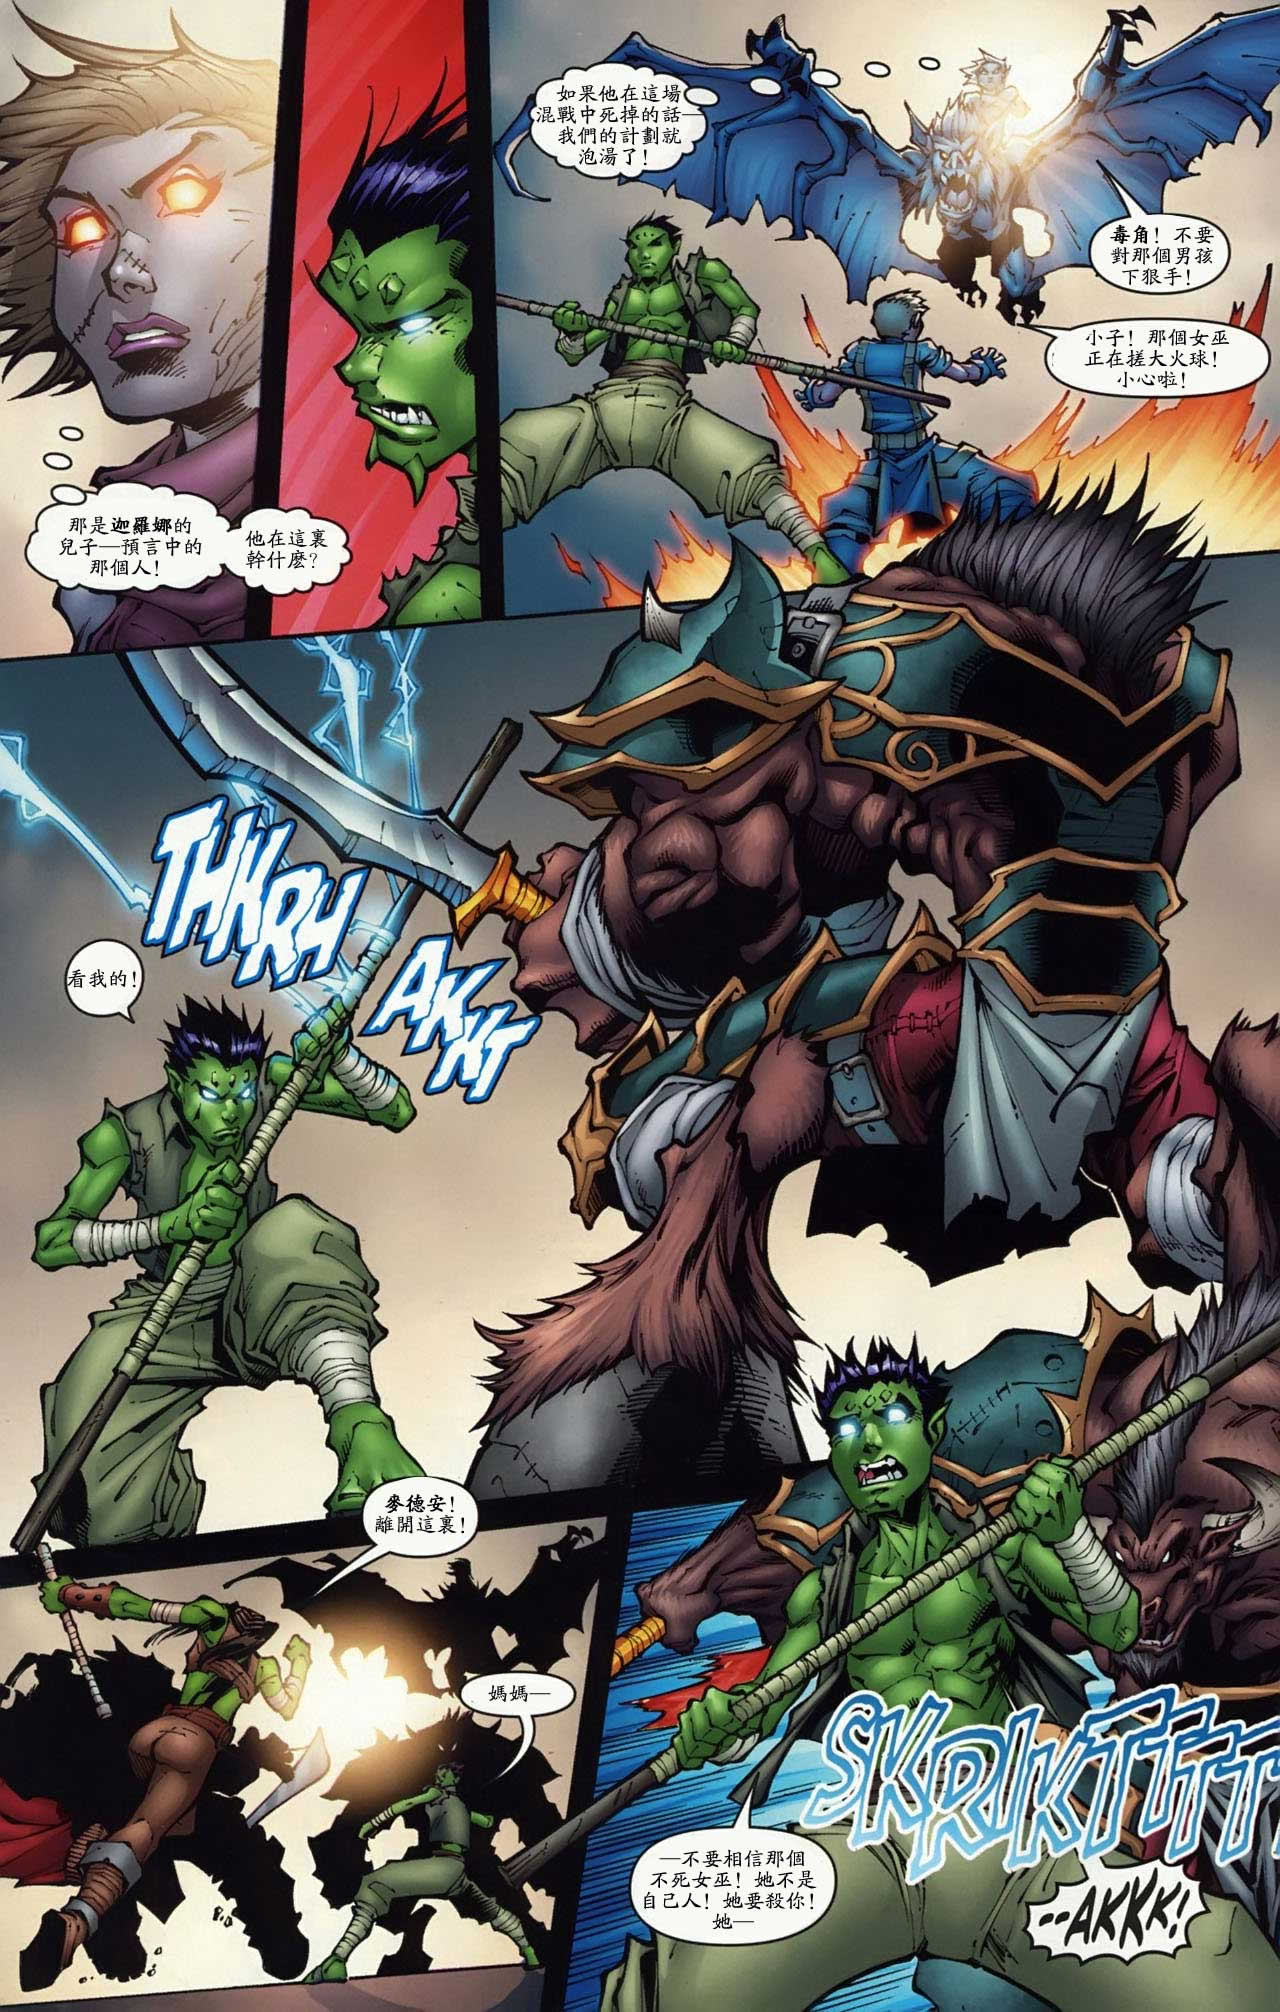 那是迦羅娜的
兒子—預言中的
那個人！
他在這裏
幹什麽？
如果他在這場
混戰中死掉的話—
我們的計劃就
泡湯了！
毒角！不要
對那個男孩
下狠手！
小子！那個女巫
正在搓大火球！
小心啦！
看我的！
THKRH
AKKT
麥德安！
離開這裏！
媽媽—
—不要相信那個
不死女巫！她不是
自己人！她要殺你！
她—
SKRIKTTTTT
--AKKK!